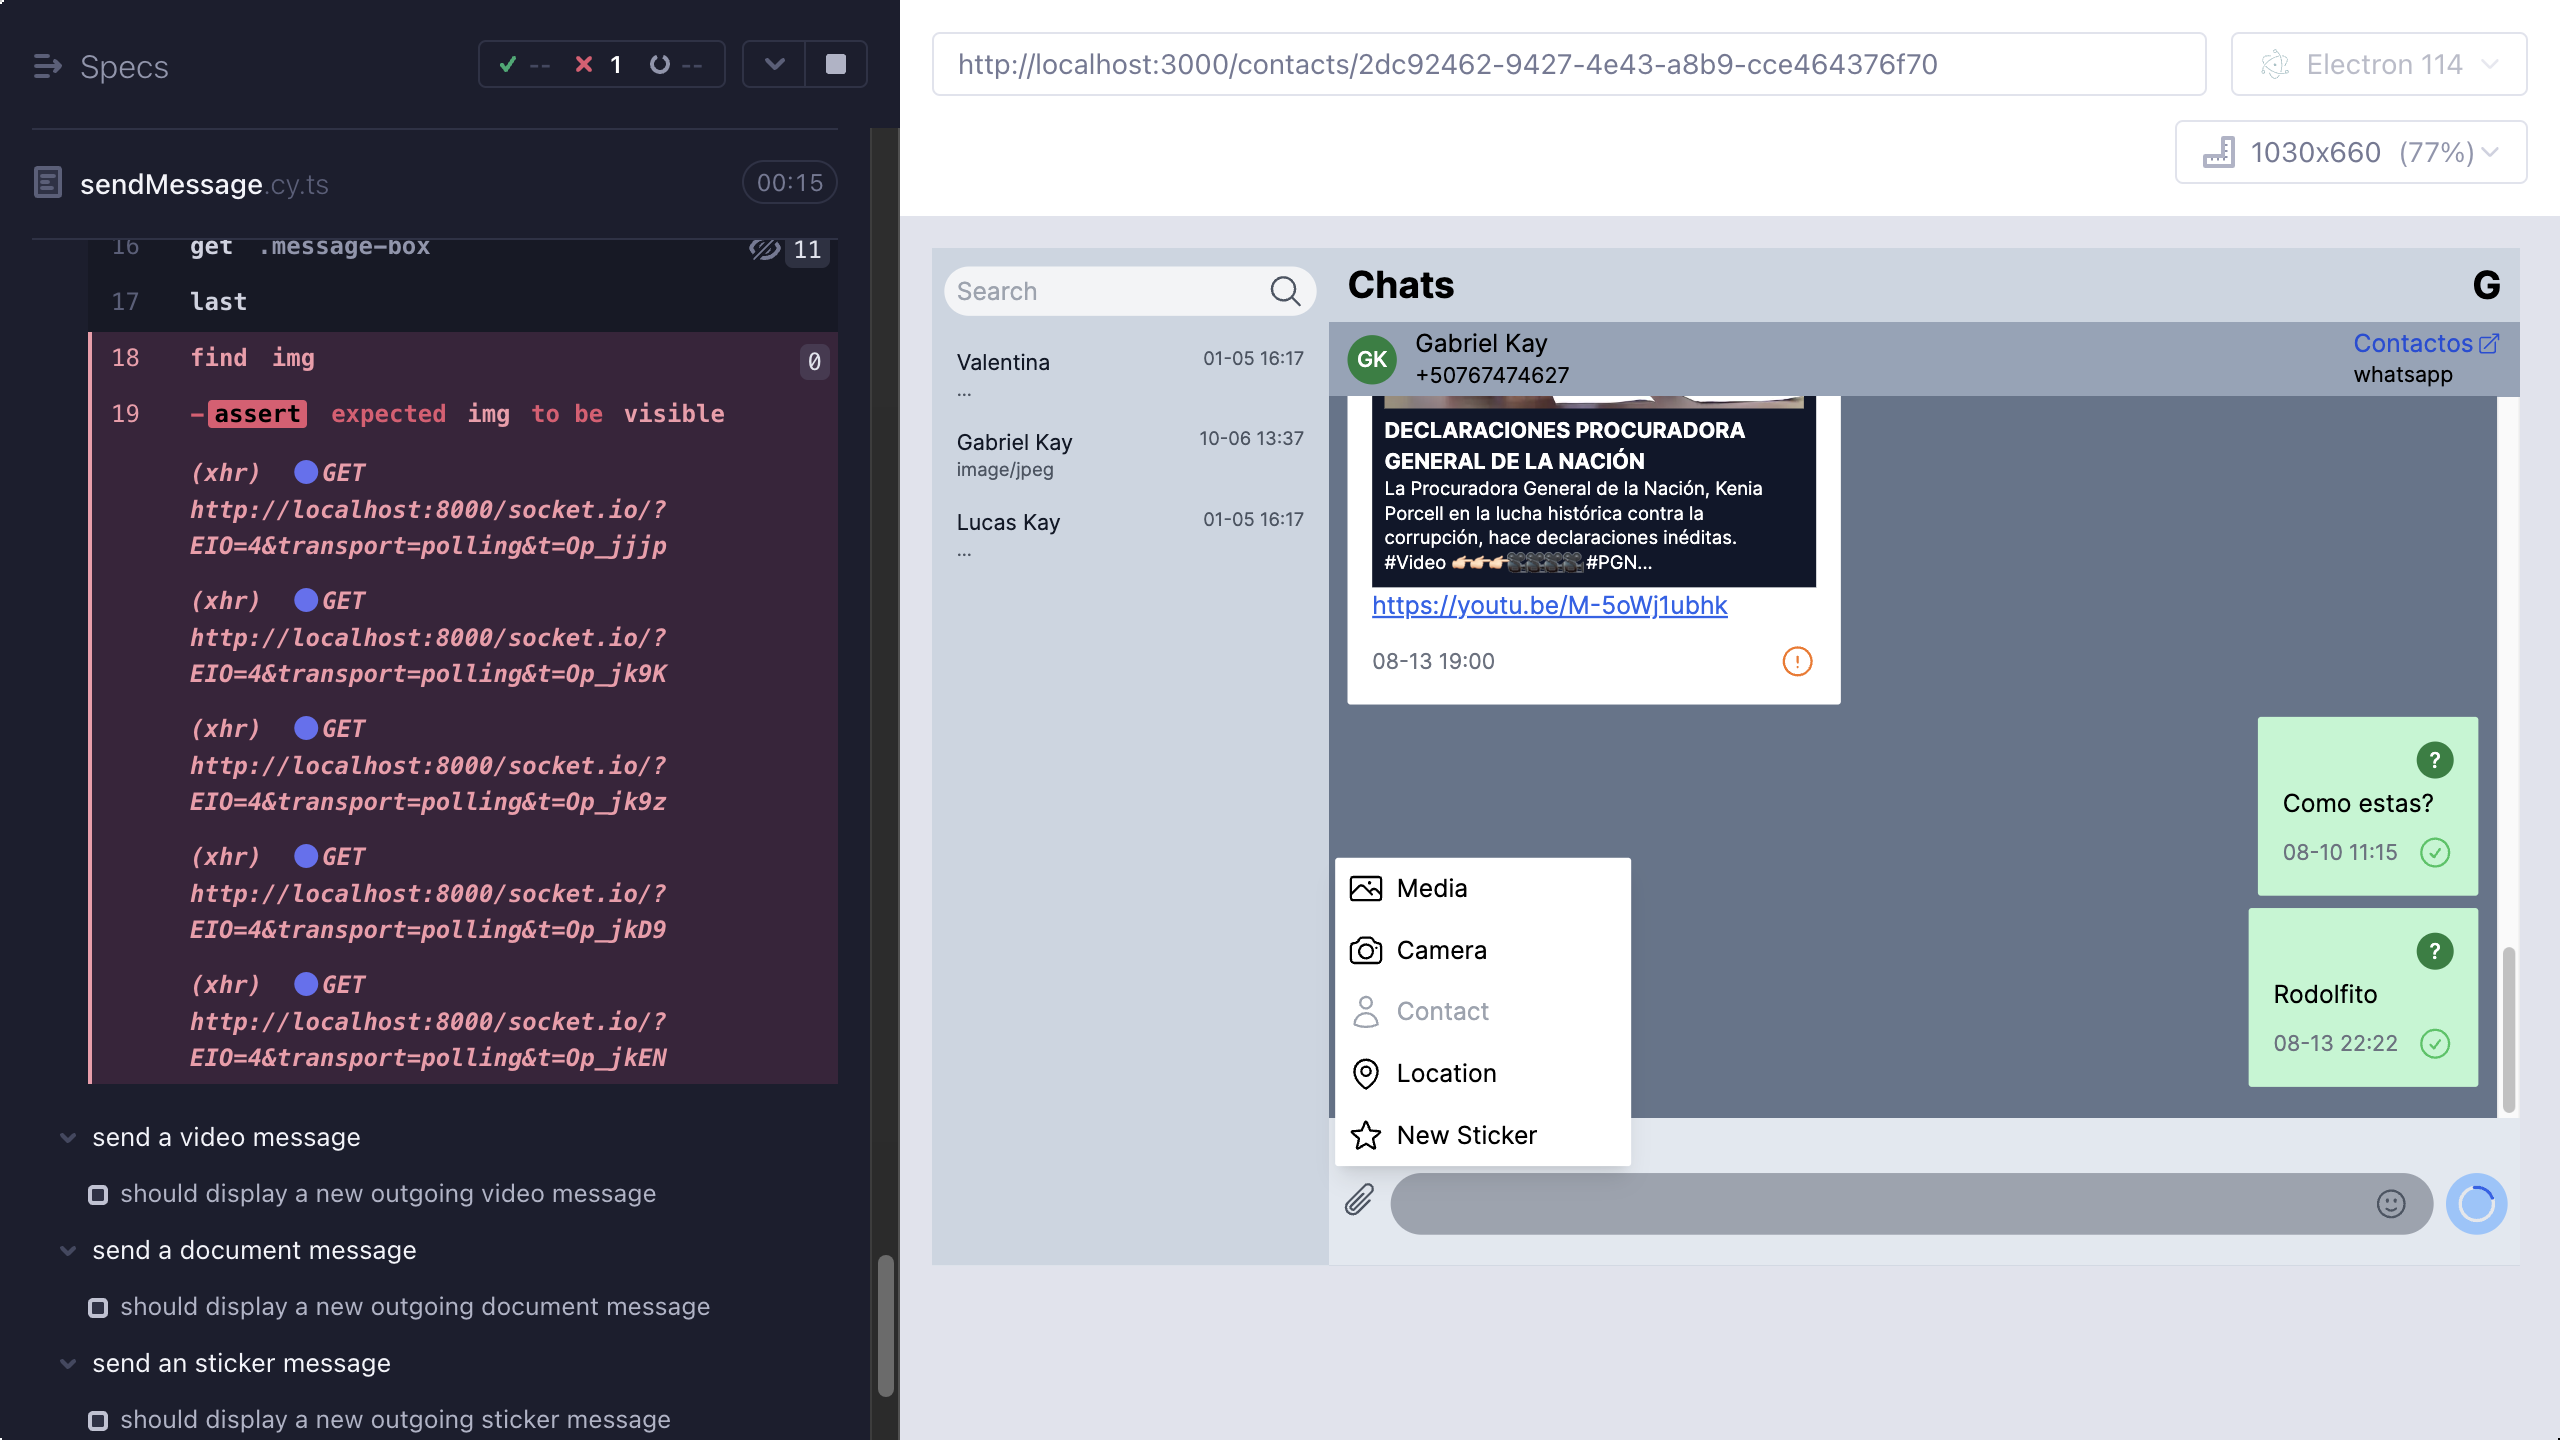 Specs
-- 1 --
sendMessage.cy.ts
00:15
16 get .message-box 11
17 last
18 find img 0
19 -assert expected img to be visible
(xhr) GET
http://localhost:8000/socket.io/?
EIO=4&transport=polling&t=Op_jjjp
(xhr) GET
http://localhost:8000/socket.io/?
EIO=4&transport=polling&t=Op_jk9K
(xhr) GET
http://localhost:8000/socket.io/?
EIO=4&transport=polling&t=Op_jk9z
(xhr) GET
http://localhost:8000/socket.io/?
EIO=4&transport=polling&t=Op_jkD9
(xhr) GET
http://localhost:8000/socket.io/?
EIO=4&transport=polling&t=Op_jkEN
send a video message
should display a new outgoing video message
send a document message
should display a new outgoing document message
send an sticker message
should display a new outgoing sticker message
http://localhost:3000/contacts/2dc92462-9427-4e43-a8b9-cce464376f70
Electron 114
1030x660 (77%)
Search
Valentina 01-05 16:17
...
Gabriel Kay 10-06 13:37
image/jpeg
Lucas Kay 01-05 16:17
...
Chats
G
GK
Gabriel Kay
+50767474627
Contactos
whatsapp
DECLARACIONES PROCURADORA
GENERAL DE LA NACIÓN
La Procuradora General de la Nación, Kenia
Porcell en la lucha histórica contra la
corrupción, hace declaraciones inéditas.
#Video 👉🏻👉🏻👉🏻🎥🎥🎥🎥#PGN...
https://youtu.be/M-5oWj1ubhk
08-13 19:00
?
Como estas?
08-10 11:15
?
Rodolfito
08-13 22:22
Media
Camera
Contact
Location
New Sticker